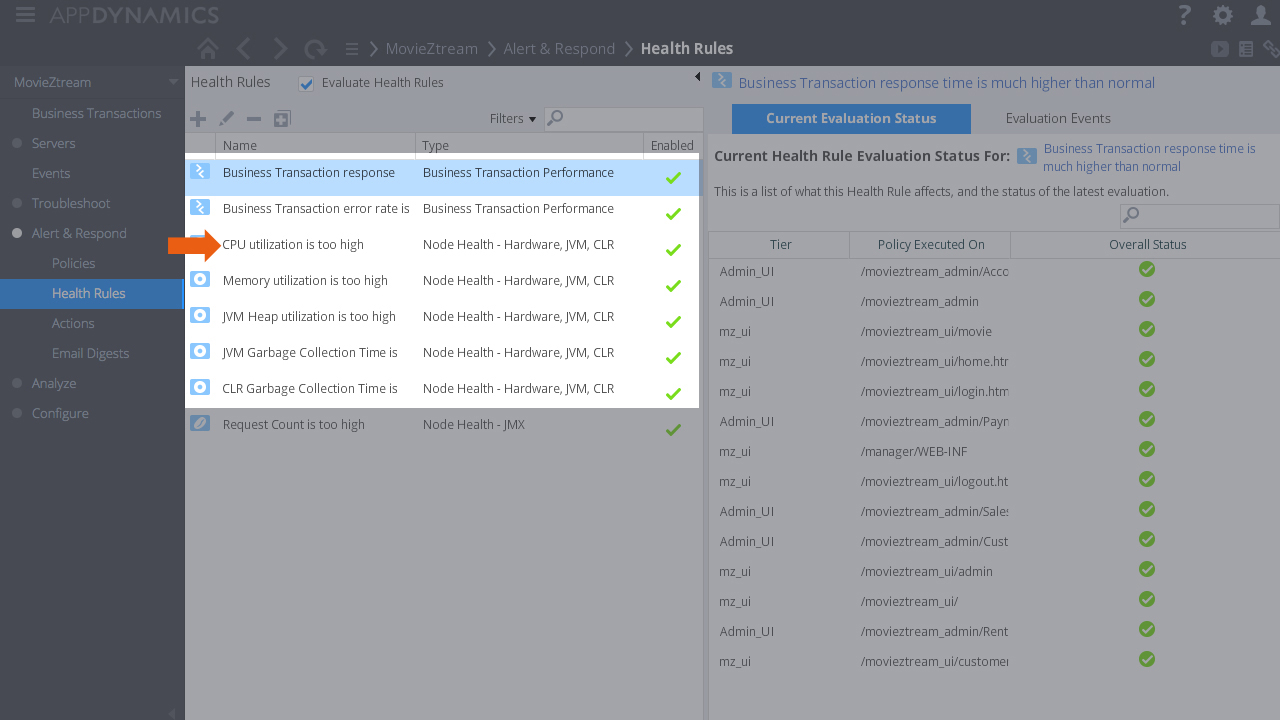 APPDYNAMICS
?
MovieZtream
Alert & Respond
Health Rules
MovieZtream
Business Transactions
Servers
Events
Troubleshoot
Alert & Respond
Policies
Health Rules
Actions
Email Digests
Analyze
Configure
Health Rules
Evaluate Health Rules
Filters
Name Type Enabled
Business Transaction response Business Transaction Performance
Business Transaction error rate is Business Transaction Performance
CPU utilization is too high Node Health - Hardware, JVM, CLR
Memory utilization is too high Node Health - Hardware, JVM, CLR
JVM Heap utilization is too high Node Health - Hardware, JVM, CLR
JVM Garbage Collection Time is Node Health - Hardware, JVM, CLR
CLR Garbage Collection Time is Node Health - Hardware, JVM, CLR
Request Count is too high Node Health - JMX
Business Transaction response time is much higher than normal
Current Evaluation Status Evaluation Events
Current Health Rule Evaluation Status For:
Business Transaction response time is
much higher than normal
This is a list of what this Health Rule affects, and the status of the latest evaluation.
Tier Policy Executed On Overall Status
Admin_UI /movieztream_admin/Acco
Admin_UI /movieztream_admin
mz_ui /movieztream_ui/movie
mz_ui /movieztream_ui/home.htr
mz_ui /movieztream_ui/login.htm
Admin_UI /movieztream_admin/Payn
mz_ui /manager/WEB-INF
mz_ui /movieztream_ui/logout.ht
Admin_UI /movieztream_admin/Sales
Admin_UI /movieztream_admin/Cust
mz_ui /movieztream_ui/admin
mz_ui /movieztream_ui/
Admin_UI /movieztream_admin/Rent
mz_ui /movieztream_ui/customer